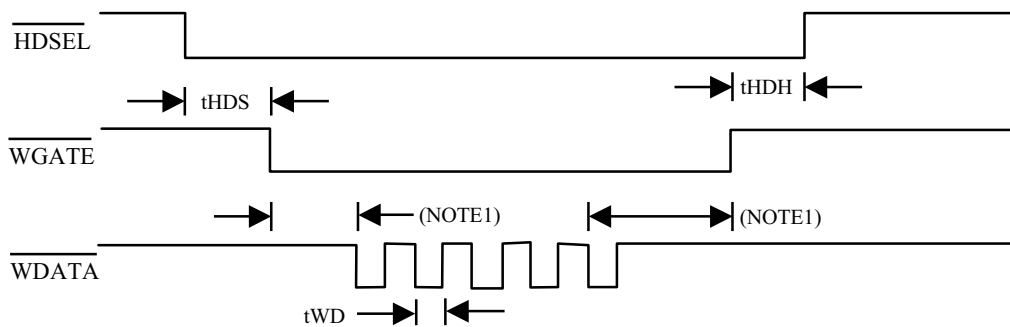 HDSEL
tHDS
tHDH
WGATE
(NOTE1)
(NOTE1)
WDATA
tWD